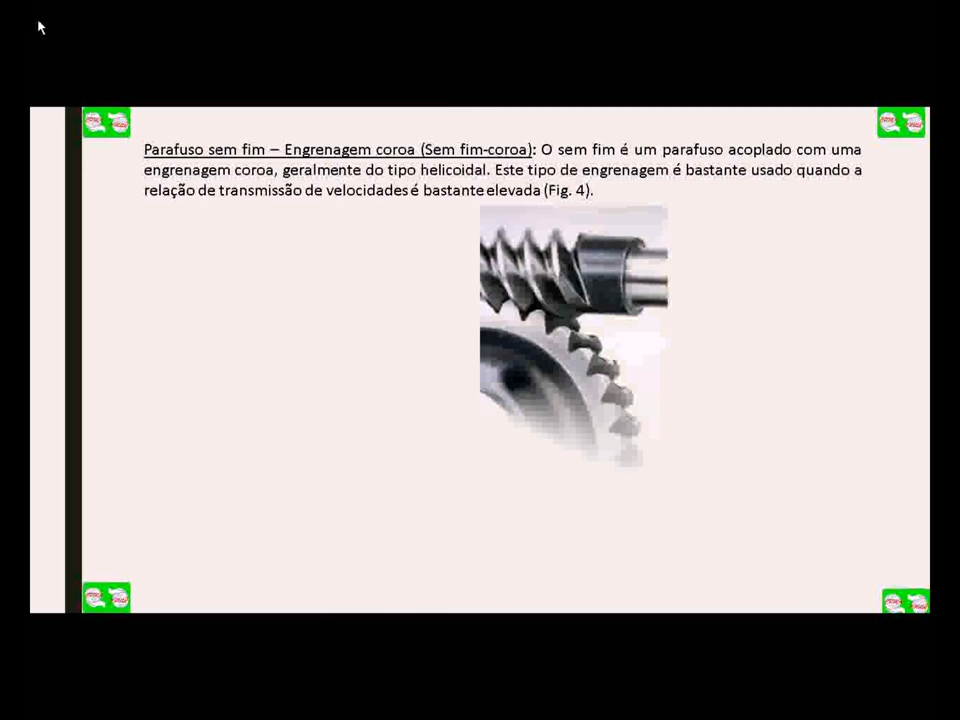 Parafuso sem fim – Engrenagem coroa (Sem fim-coroa): O sem fim é um parafuso acoplado com uma
engrenagem coroa, geralmente do tipo helicoidal. Este tipo de engrenagem é bastante usado quando a
relação de transmissão de velocidades é bastante elevada (Fig. 4).